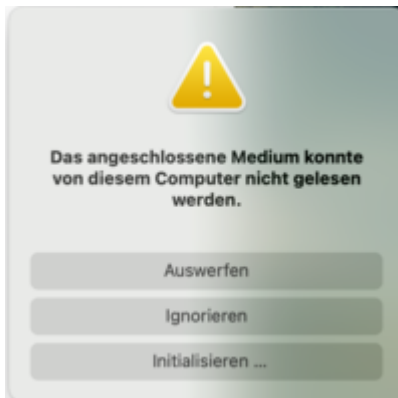 Das angeschlossene Medium konnte
von diesem Computer nicht gelesen
werden.
Auswerfen
Ignorieren
Initialisieren ...